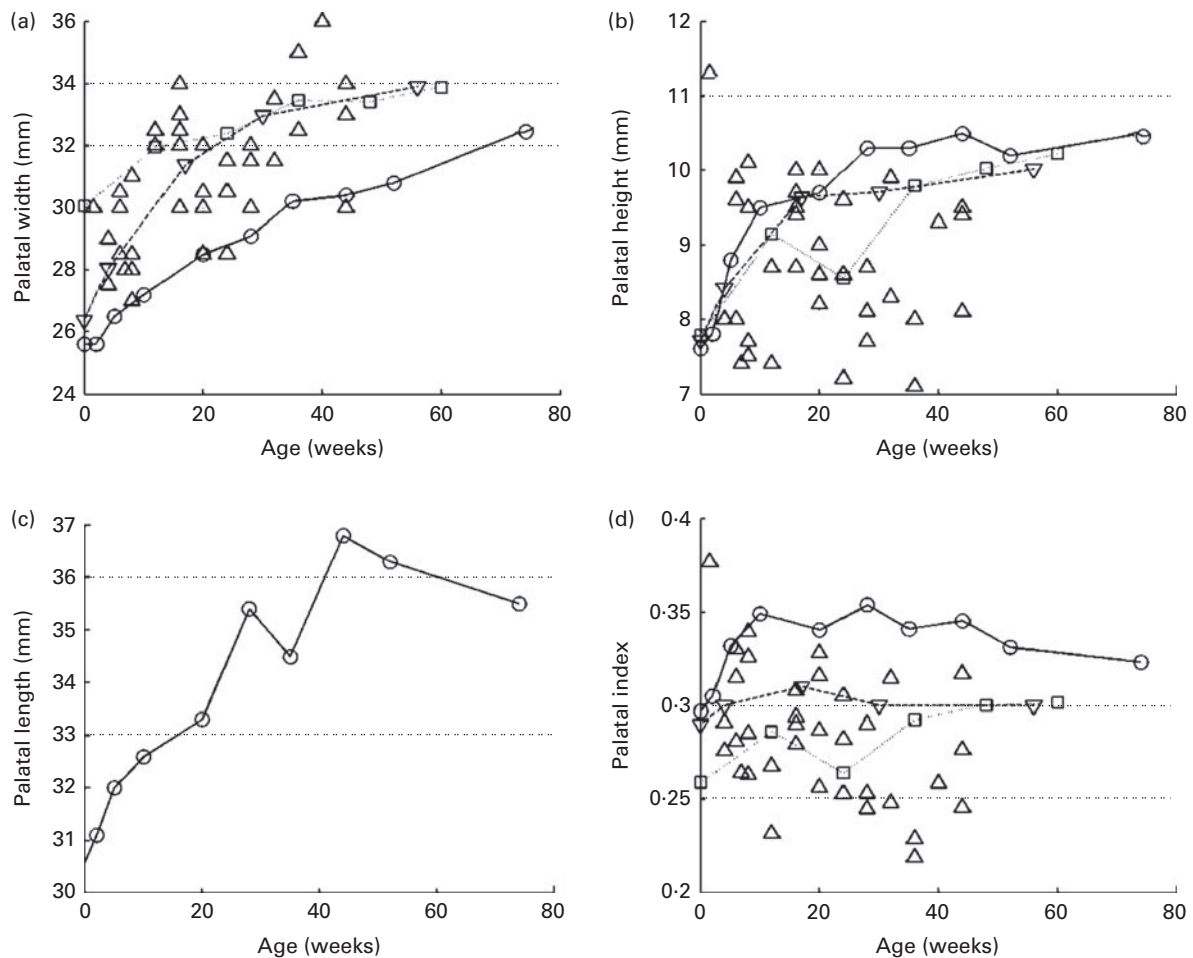 (a)
Palatal width (mm)
36
34
32
30
28
26
24
0 20 40 60 80
Age (weeks)
(b)
Palatal height (mm)
12
11
10
9
8
7
0 20 40 60 80
Age (weeks)
(c)
Palatal length (mm)
37
36
35
34
33
32
31
30
0 20 40 60 80
Age (weeks)
(d)
Palatal index
0·4
0·35
0·3
0·25
0·2
0 20 40 60 80
Age (weeks)